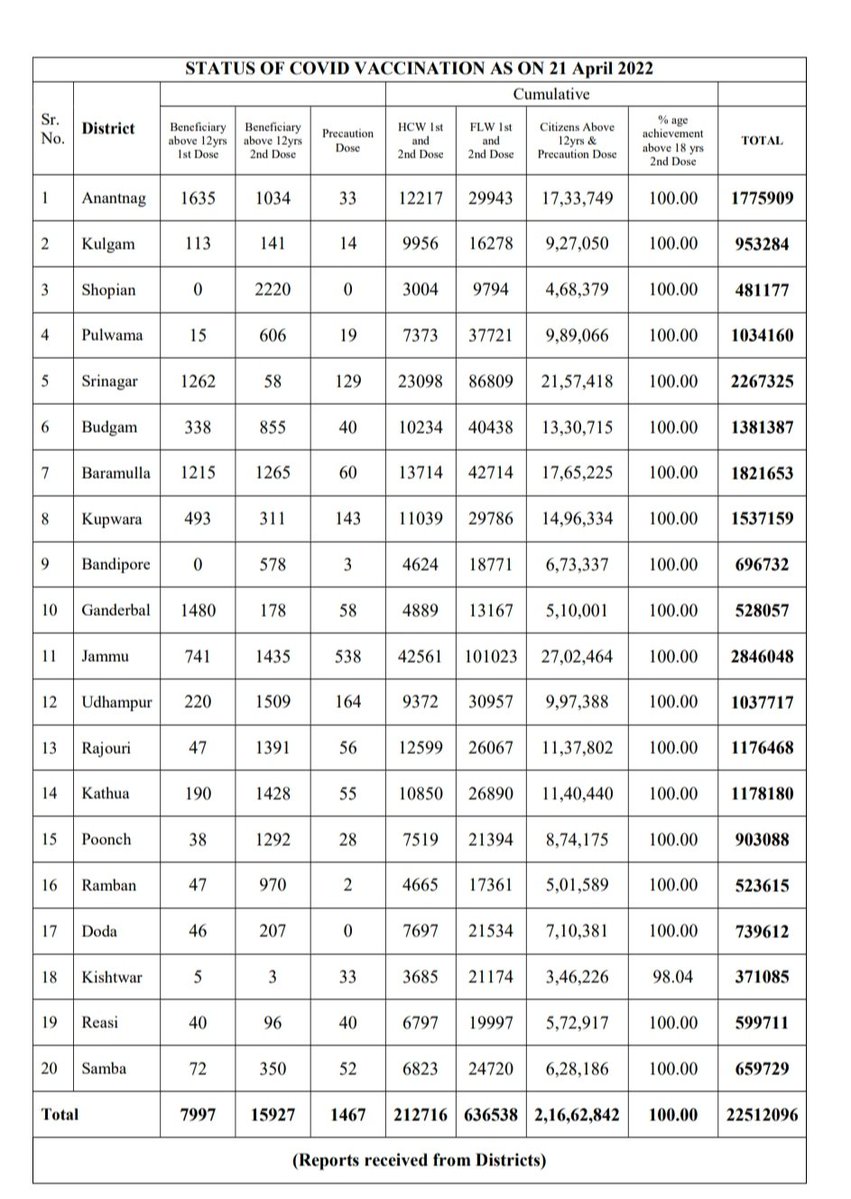 STATUS OF COVID VACCINATION AS ON 21 April 2022
Cumulative
Sr. No. District Beneficiary above 12yrs 1st Dose Beneficiary above 12yrs 2nd Dose Precaution Dose HCW 1st and 2nd Dose FLW 1st and 2nd Dose Citizens Above 12yrs & Precaution Dose % age achievement above 18 yrs 2nd Dose TOTAL
1 Anantnag 1635 1034 33 12217 29943 17,33,749 100.00 1775909
2 Kulgam 113 141 14 9956 16278 9,27,050 100.00 953284
3 Shopian 0 2220 0 3004 9794 4,68,379 100.00 481177
4 Pulwama 15 606 19 7373 37721 9,89,066 100.00 1034160
5 Srinagar 1262 58 129 23098 86809 21,57,418 100.00 2267325
6 Budgam 338 855 40 10234 40438 13,30,715 100.00 1381387
7 Baramulla 1215 1265 60 13714 42714 17,65,225 100.00 1821653
8 Kupwara 493 311 143 11039 29786 14,96,334 100.00 1537159
9 Bandipore 0 578 3 4624 18771 6,73,337 100.00 696732
10 Ganderbal 1480 178 58 4889 13167 5,10,001 100.00 528057
11 Jammu 741 1435 538 42561 101023 27,02,464 100.00 2846048
12 Udhampur 220 1509 164 9372 30957 9,97,388 100.00 1037717
13 Rajouri 47 1391 56 12599 26067 11,37,802 100.00 1176468
14 Kathua 190 1428 55 10850 26890 11,40,440 100.00 1178180
15 Poonch 38 1292 28 7519 21394 8,74,175 100.00 903088
16 Ramban 47 970 2 4665 17361 5,01,589 100.00 523615
17 Doda 46 207 0 7697 21534 7,10,381 100.00 739612
18 Kishtwar 5 3 33 3685 21174 3,46,226 98.04 371085
19 Reasi 40 96 40 6797 19997 5,72,917 100.00 599711
20 Samba 72 350 52 6823 24720 6,28,186 100.00 659729
Total 7997 15927 1467 212716 636538 2,16,62,842 100.00 22512096
(Reports received from Districts)